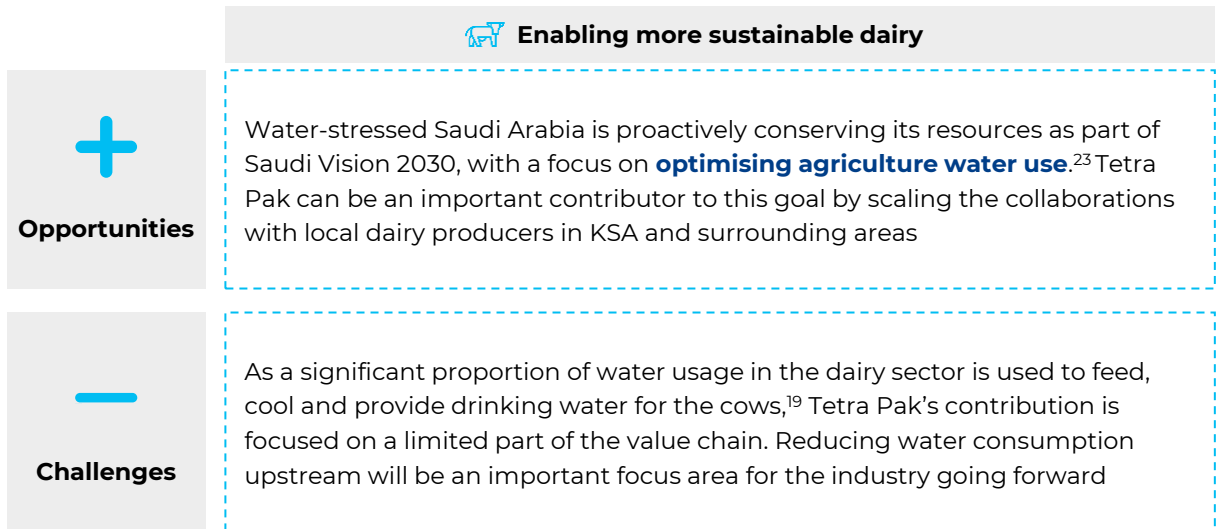 Enabling more sustainable dairy
Opportunities
Water-stressed Saudi Arabia is proactively conserving its resources as part of
Saudi Vision 2030, with a focus on optimising agriculture water use.23 Tetra
Pak can be an important contributor to this goal by scaling the collaborations
with local dairy producers in KSA and surrounding areas
Challenges
As a significant proportion of water usage in the dairy sector is used to feed,
cool and provide drinking water for the cows,19 Tetra Pak’s contribution is
focused on a limited part of the value chain. Reducing water consumption
upstream will be an important focus area for the industry going forward